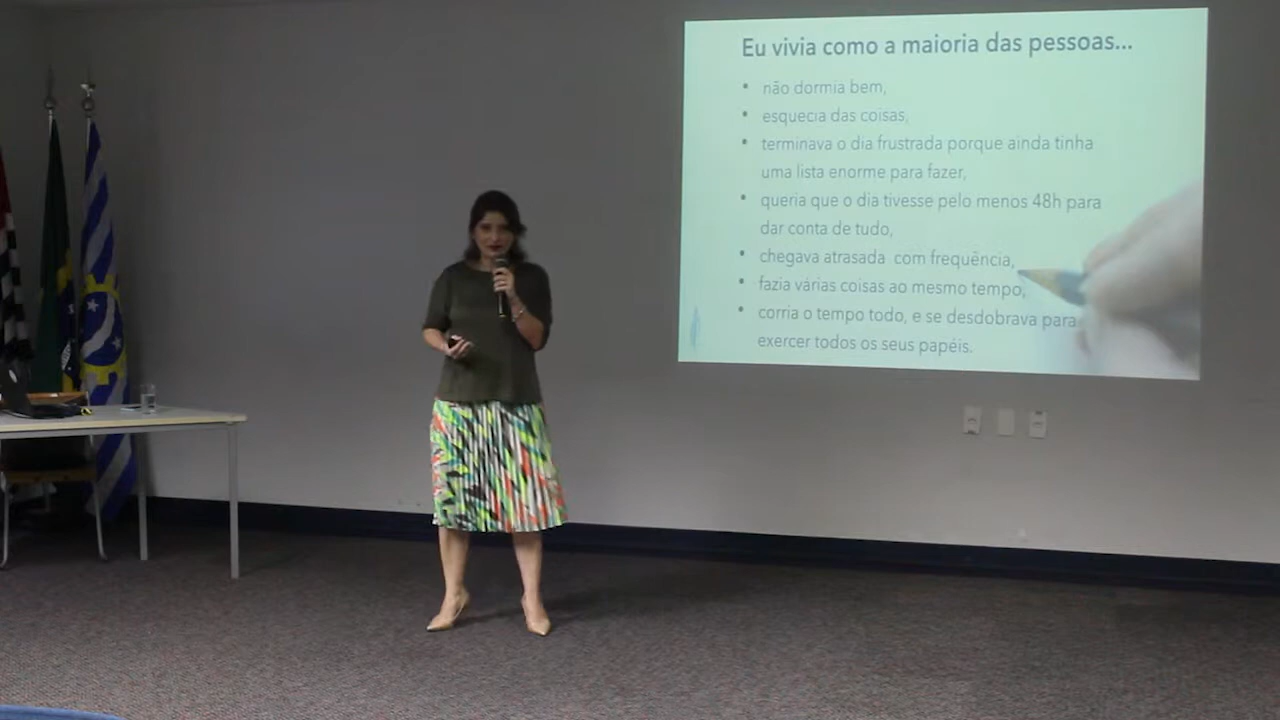 Eu vivia como a maioria das pessoas...
• não dormia bem,
• esquecia das coisas,
• terminava o dia frustrada porque ainda tinha
uma lista enorme para fazer,
• queria que o dia tivesse pelo menos 48h para
dar conta de tudo,
• chegava atrasada com frequência,
• fazia várias coisas ao mesmo tempo,
• corria o tempo todo, e se desdobrava para
exercer todos os seus papéis.